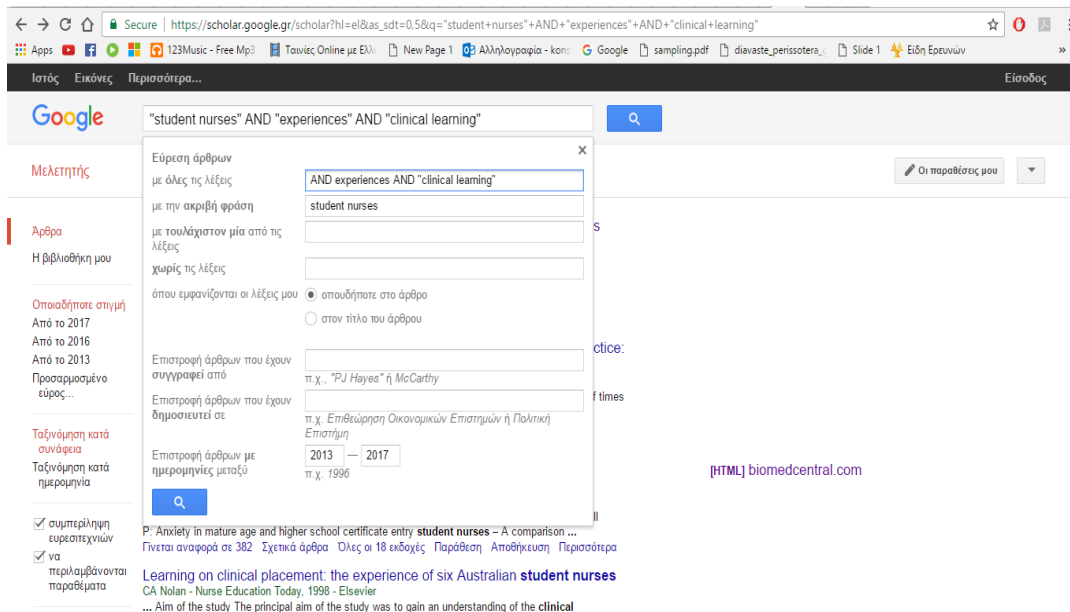 Secure | https://scholar.google.gr/scholar?hl=el&as_sdt=0,5&q="student+nurses"+AND+"experiences"+AND+"clinical+learning"
Apps 123Music - Free Mp3 Ταινίες Online με Ελλη New Page 1 Αλληλογραφία - kons Google sampling.pdf diavaste_perissotera_ Slide 1 Είδη Ερευνών »
Ιστός Εικόνες Περισσότερα... Είσοδος
Google "student nurses" AND "experiences" AND "clinical learning"
Μελετητής
Οι παραθέσεις μου
Εύρεση άρθρων
με όλες τις λέξεις AND experiences AND "clinical learning"
με την ακριβή φράση student nurses
με τουλάχιστον μία από τις
λέξεις
χωρίς τις λέξεις
όπου εμφανίζονται οι λέξεις μου οπουδήποτε στο άρθρο
στον τίτλο του άρθρου
Επιστροφή άρθρων που έχουν
συγγραφεί από
π.χ., "PJ Hayes" ή McCarthy
Επιστροφή άρθρων που έχουν
δημοσιευτεί σε
π.χ. Επιθεώρηση Οικονομικών Επιστημών ή Πολιτική
Επιστήμη
Επιστροφή άρθρων με
ημερομηνίες μεταξύ
2013 — 2017
π.χ. 1996
Άρθρα
Η βιβλιοθήκη μου
Οποιαδήποτε στιγμή
Από το 2017
Από το 2016
Από το 2013
Προσαρμοσμένο
εύρος...
Ταξινόμηση κατά
συνάφεια
Ταξινόμηση κατά
ημερομηνία
συμπερίληψη
ευρεσιτεχνιών
να
περιλαμβάνονται
παραθέματα
s
ctice:
f times
[HTML] biomedcentral.com
P: Anxiety in mature age and higher school certificate entry student nurses – A comparison ...
Γίνεται αναφορά σε 382 Σχετικά άρθρα Όλες οι 18 εκδοχές Παράθεση Αποθήκευση Περισσότερα
Learning on clinical placement: the experience of six Australian student nurses
CA Nolan - Nurse Education Today, 1998 - Elsevier
... Aim of the study The principal aim of the study was to gain an understanding of the clinical